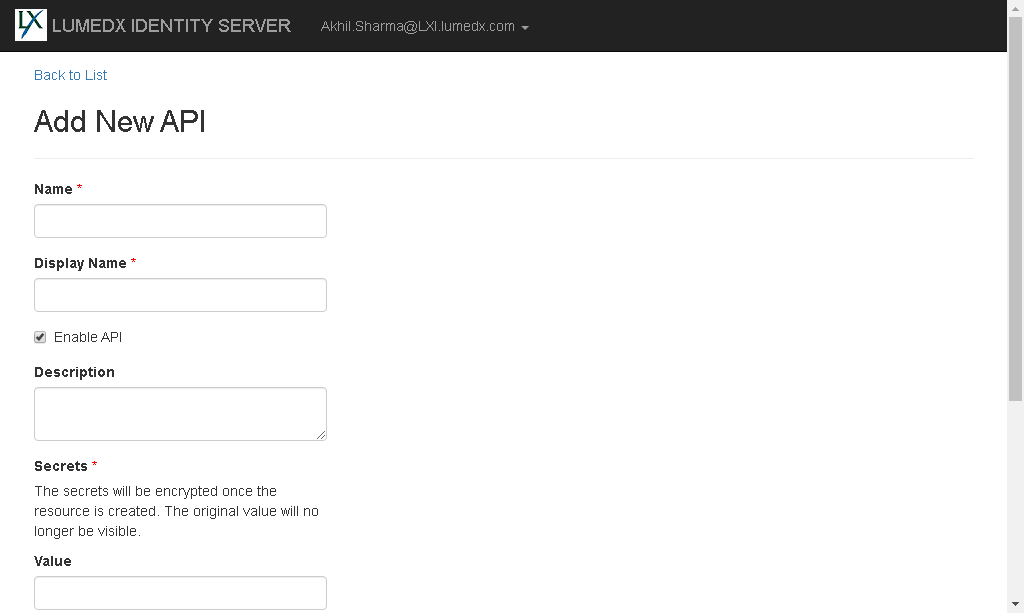 LX LUMEDX IDENTITY SERVER Akhil.Sharma@LXI.lumedx.com
Back to List
Add New API
Name *
Display Name *
Enable API
Description
Secrets *
The secrets will be encrypted once the
resource is created. The original value will no
longer be visible.
Value